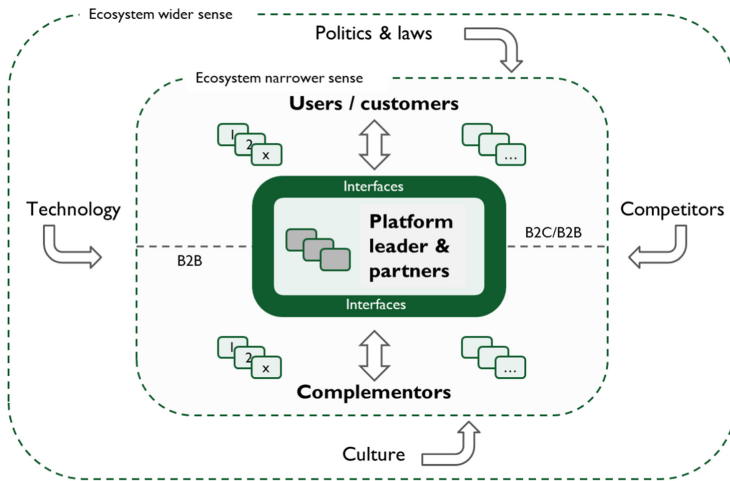 Ecosystem wider sense
Politics & laws
Ecosystem narrower sense
Users / customers
1
2
x
...
Interfaces
Technology
Platform
leader &
partners
Competitors
B2C/B2B
B2B
Interfaces
1
2
x
...
Complementors
Culture